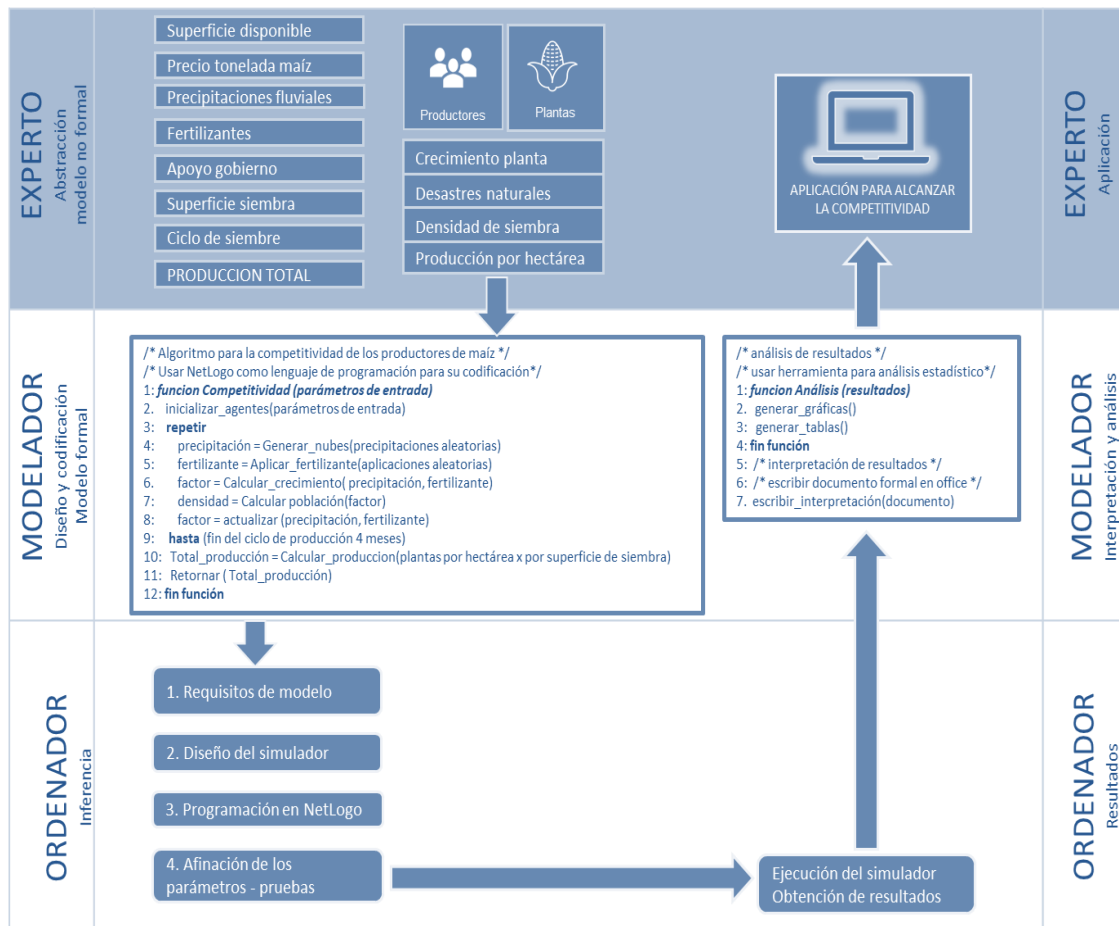 EXPERTO
Abstracción
modelo no formal
Superficie disponible
Precio tonelada maíz
Precipitaciones fluviales
Fertilizantes
Apoyo gobierno
Superficie siembra
Ciclo de siembre
PRODUCCION TOTAL
Productores
Plantas
Crecimiento planta
Desastres naturales
Densidad de siembra
Producción por hectárea
APLICACIÓN PARA ALCANZAR
LA COMPETITIVIDAD
EXPERTO
Aplicación
MODELADOR
Diseño y codificación
Modelo formal
/* Algoritmo para la competitividad de los productores de maíz */
/* Usar NetLogo como lenguaje de programación para su codificación*/
1: funcion Competitividad (parámetros de entrada)
2. inicializar_agentes(parámetros de entrada)
3: repetir
4: precipitación = Generar_nubes(precipitaciones aleatorias)
5: fertilizante = Aplicar_fertilizante(aplicaciones aleatorias)
6. factor = Calcular_crecimiento( precipitación, fertilizante)
7: densidad = Calcular población(factor)
8: factor = actualizar (precipitación, fertilizante)
9: hasta (fin del ciclo de producción 4 meses)
10: Total_producción = Calcular_produccion(plantas por hectárea x por superficie de siembra)
11: Retornar ( Total_producción)
12: fin función
/* análisis de resultados */
/* usar herramienta para análisis estadístico*/
1: funcion Análisis (resultados)
2. generar_gráficas()
3: generar_tablas()
4: fin función
5: /* interpretación de resultados */
6: /* escribir documento formal en office */
7. escribir_interpretación(documento)
MODELADOR
Interpretación y análisis
ORDENADOR
Inferencia
1. Requisitos de modelo
2. Diseño del simulador
3. Programación en NetLogo
4. Afinación de los
parámetros - pruebas
Ejecución del simulador
Obtención de resultados
ORDENADOR
Resultados